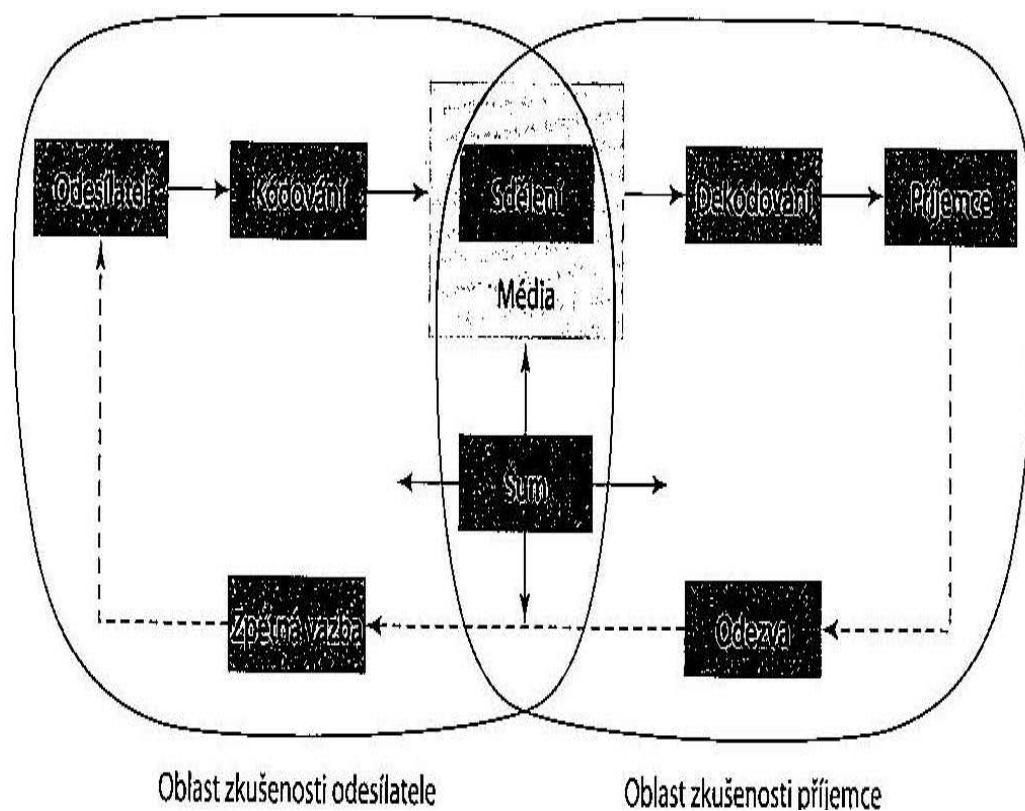 Odesílatel
Kódování
Sdělení
Dekódování
Příjemce
Média
Šum
Zpětná vazba
Odezva
Oblast zkušenosti odesílatele
Oblast zkušenosti příjemce